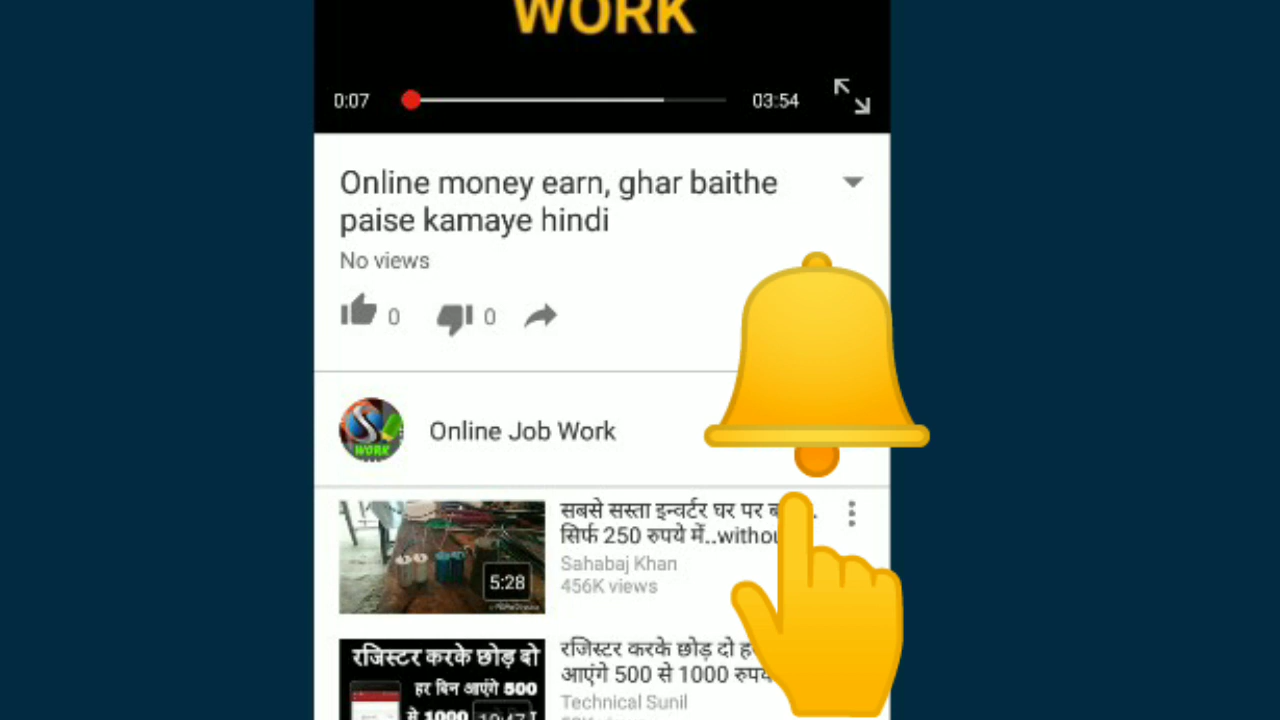 WORK
0:07 03:54
Online money earn, ghar baithe
paise kamaye hindi
No views
0 0
Online Job Work
WORK
सबसे सस्ता इन्वर्टर घर पर
सिर्फ 250 रुपये में..withou
Sahabaj Khan
456K views
5:28
रजिस्टर करके छोड़ दो
हर दिन आएंगे 500
से 1000
रजिस्टर करके छोड़ दो
आएंगे 500 से 1000
Technical Sunil